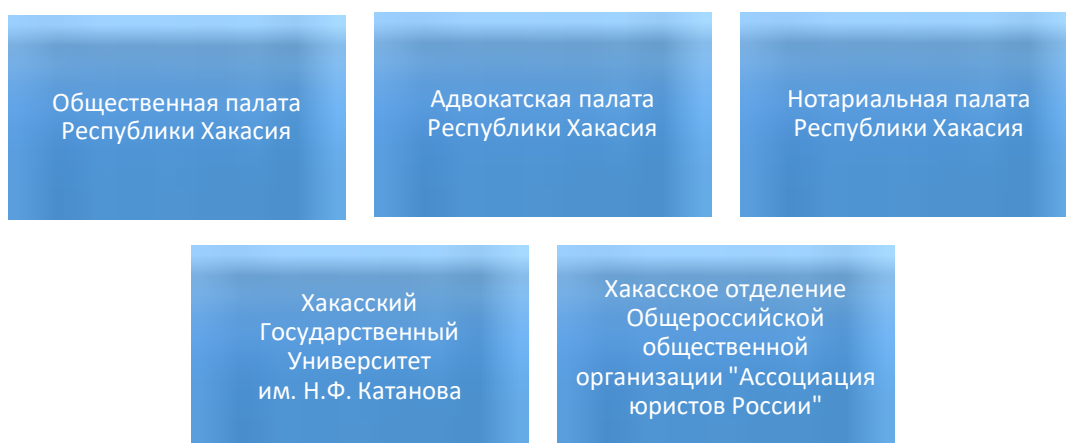 Общественная палата
Республики Хакасия
Адвокатская палата
Республики Хакасия
Нотариальная палата
Республики Хакасия
Хакасский
Государственный
Университет
им. Н.Ф. Катанова
Хакасское отделение
Общероссийской
общественной
организации "Ассоциация
юристов России"